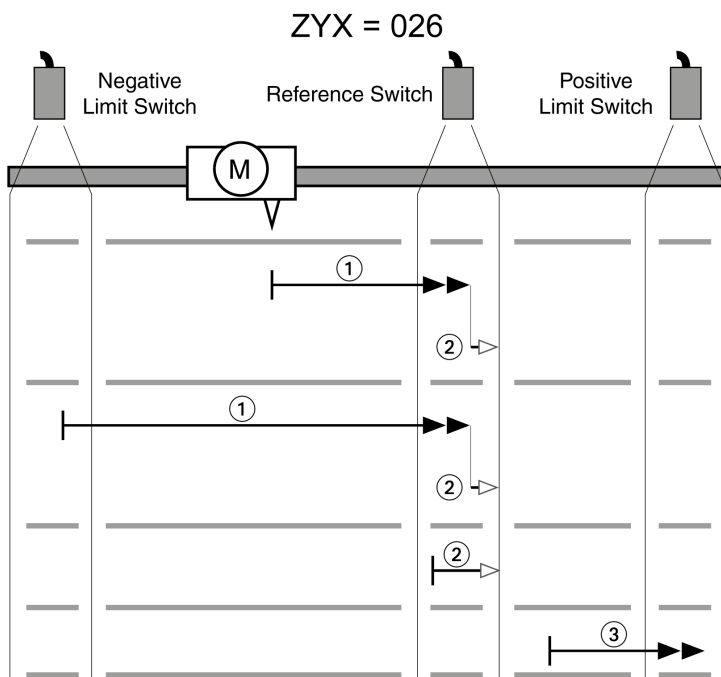 ZYX = 026
Negative
Limit Switch
Reference Switch
Positive
Limit Switch
M
1
2
1
2
2
3